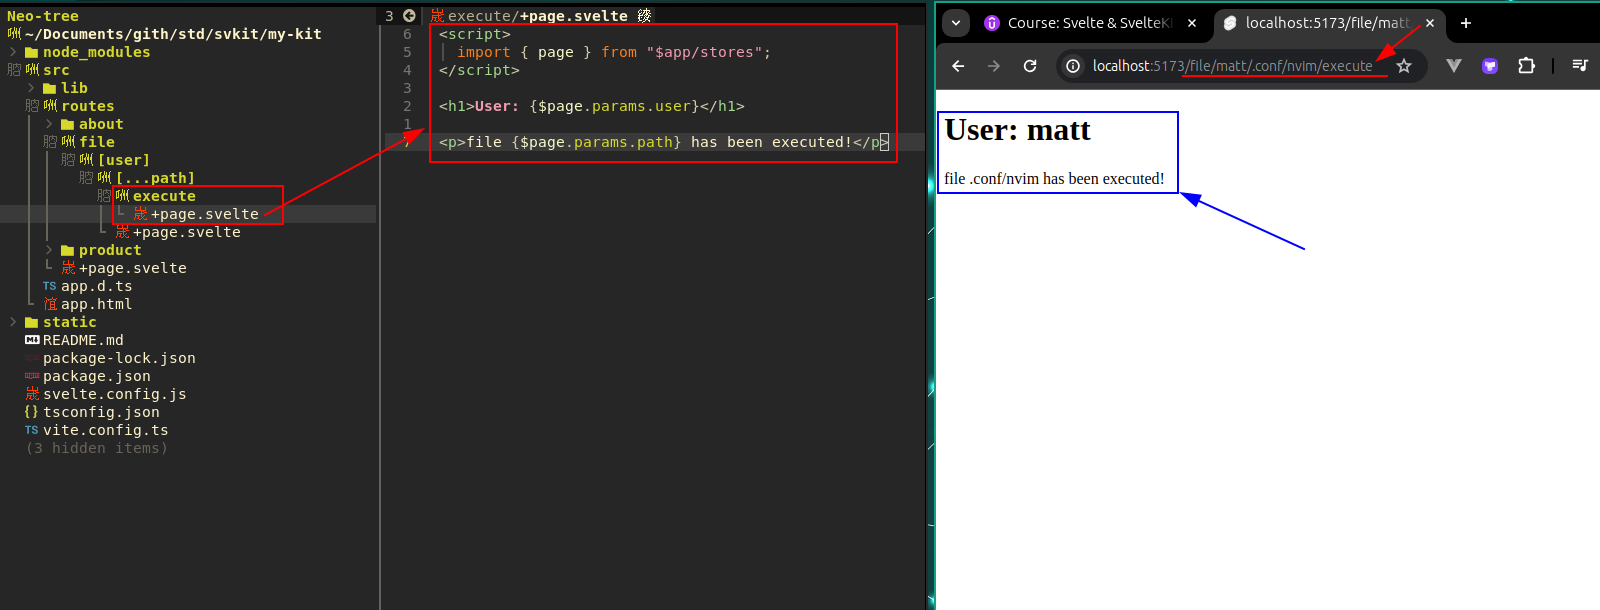 Neo-tree
~/Documents/gith/std/svkit/my-kit
node_modules
src
lib
routes
about
file
[user]
[...path]
execute
+page.svelte
+page.svelte
product
+page.svelte
TS app.d.ts
app.html
static
README.md
package-lock.json
package.json
svelte.config.js
{} tsconfig.json
TS vite.config.ts
(3 hidden items)
3 execute/+page.svelte
6 <script>
5 import { page } from "$app/stores";
4 </script>
3
2 <h1>User: {$page.params.user}</h1>
1
7 <p>file {$page.params.path} has been executed!</p>
Course: Svelte & SvelteKi
localhost:5173/file/matt
localhost:5173/file/matt/.conf/nvim/execute
User: matt
file .conf/nvim has been executed!